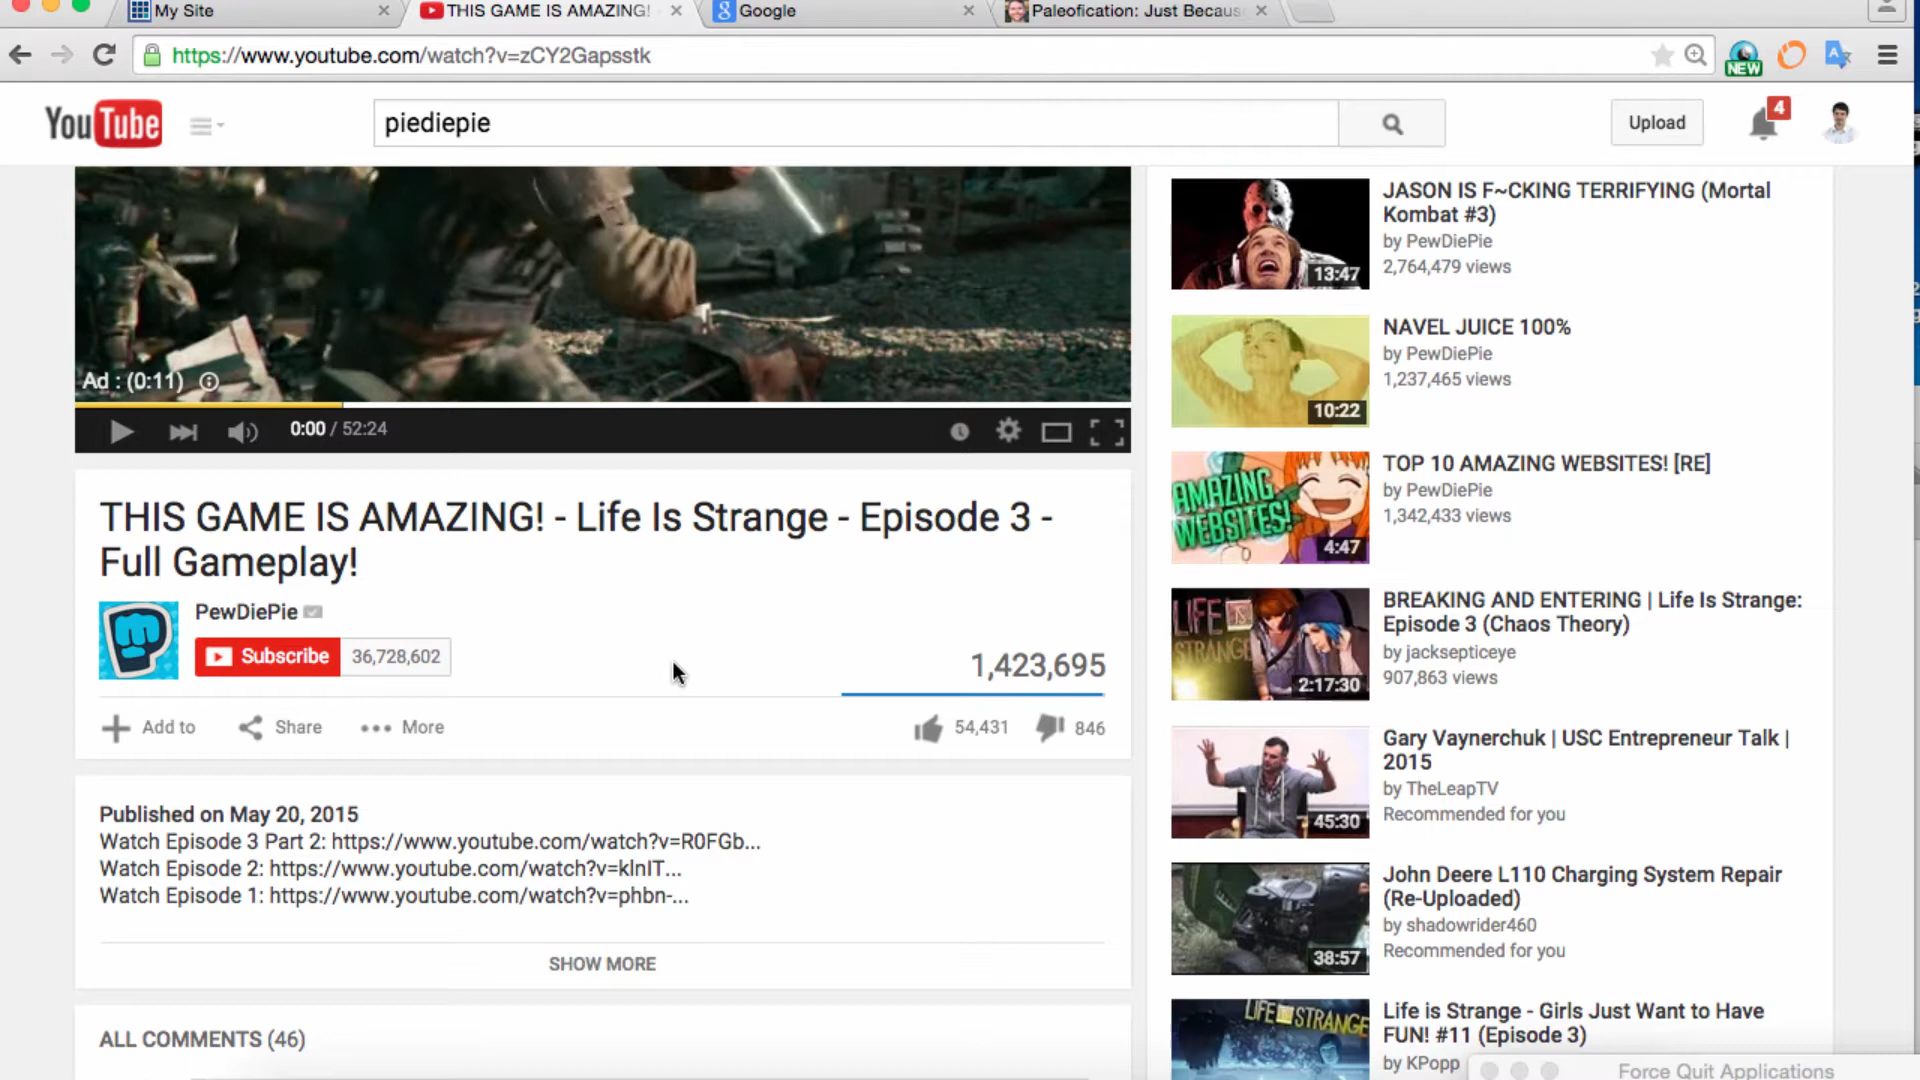 My Site
THIS GAME IS AMAZING!
Google
Paleofication: Just Becaus
https://www.youtube.com/watch?v=zCY2Gapsstk
NEW
YouTube
piediepie
Upload
4
Ad : (0:11)
0:00 / 52:24
THIS GAME IS AMAZING! - Life Is Strange - Episode 3 -
Full Gameplay!
PewDiePie
Subscribe 36,728,602
1,423,695
Add to Share More
54,431 846
Published on May 20, 2015
Watch Episode 3 Part 2: https://www.youtube.com/watch?v=R0FGb...
Watch Episode 2: https://www.youtube.com/watch?v=klnIT...
Watch Episode 1: https://www.youtube.com/watch?v=phbn-...
SHOW MORE
ALL COMMENTS (46)
13:47
JASON IS F~CKING TERRIFYING (Mortal
Kombat #3)
by PewDiePie
2,764,479 views
10:22
NAVEL JUICE 100%
by PewDiePie
1,237,465 views
AMAZING
WEBSITES!
4:47
TOP 10 AMAZING WEBSITES! [RE]
by PewDiePie
1,342,433 views
LIFE IS
STRANGE
2:17:30
BREAKING AND ENTERING | Life Is Strange:
Episode 3 (Chaos Theory)
by jacksepticeye
907,863 views
45:30
Gary Vaynerchuk | USC Entrepreneur Talk |
2015
by TheLeapTV
Recommended for you
38:57
John Deere L110 Charging System Repair
(Re-Uploaded)
by shadowrider460
Recommended for you
LIFE IS STRANGE
Life is Strange - Girls Just Want to Have
FUN! #11 (Episode 3)
by KPopp
Force Quit Applications